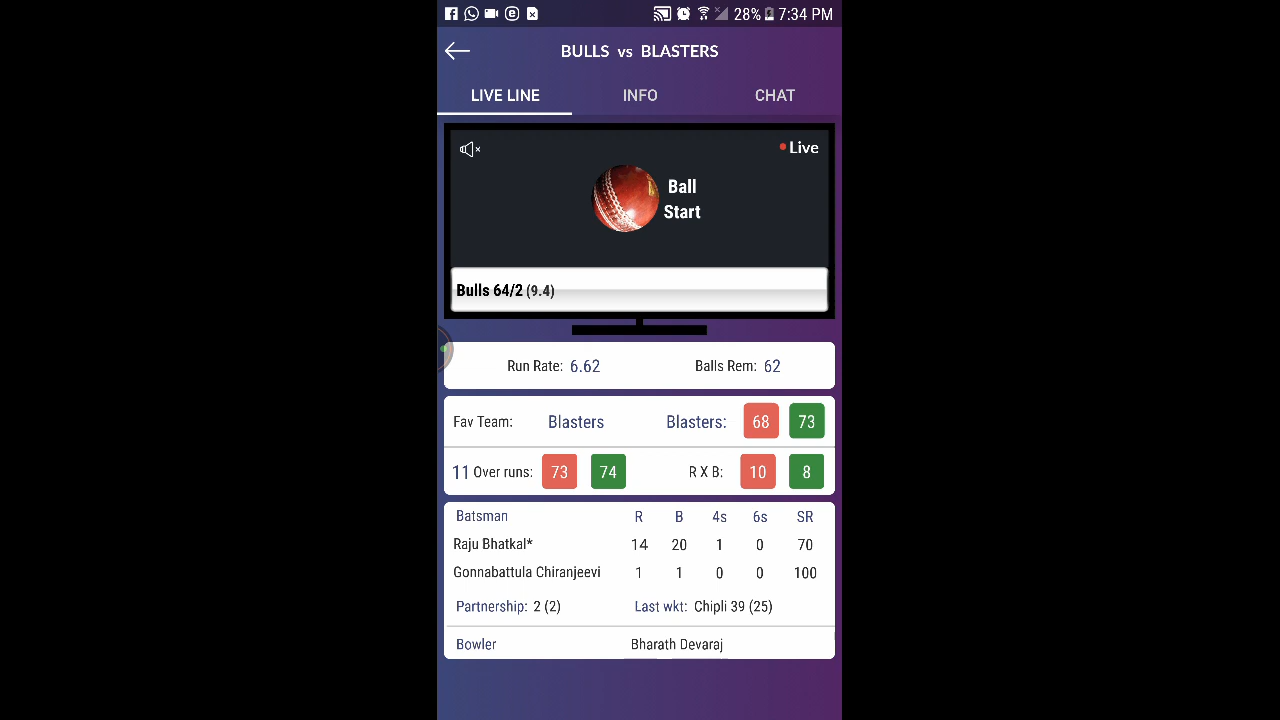 28% 7:34 PM
BULLS vs BLASTERS
LIVE LINE INFO CHAT
Live
Ball
Start
Bulls 64/2 (9.4)
Run Rate: 6.62 Balls Rem: 62
Fav Team: Blasters Blasters: 68 73
11 Over runs: 73 74 R X B: 10 8
Batsman R B 4s 6s SR
Raju Bhatkal* 14 20 1 0 70
Gonnabattula Chiranjeevi 1 1 0 0 100
Partnership: 2 (2) Last wkt: Chipli 39 (25)
Bowler Bharath Devaraj